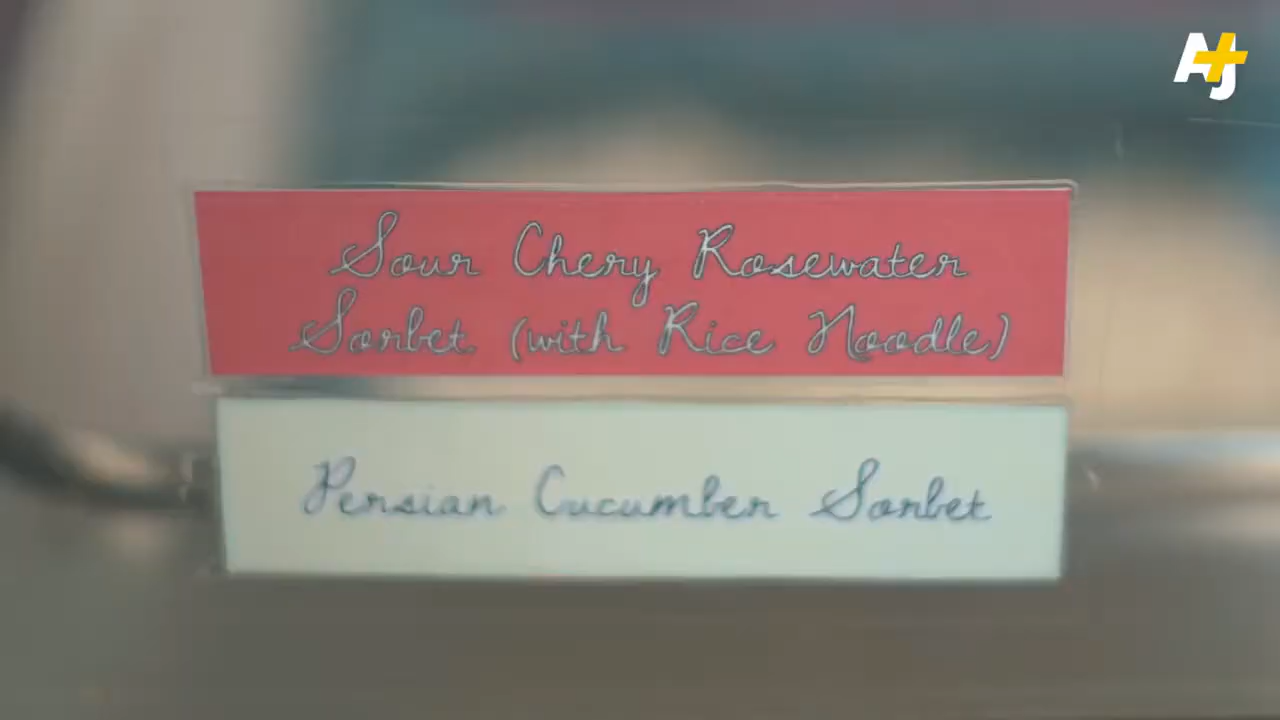 AJ+
Sour Chery Rosewater
Sorbet (with Rice Noodle)
Persian Cucumber Sorbet